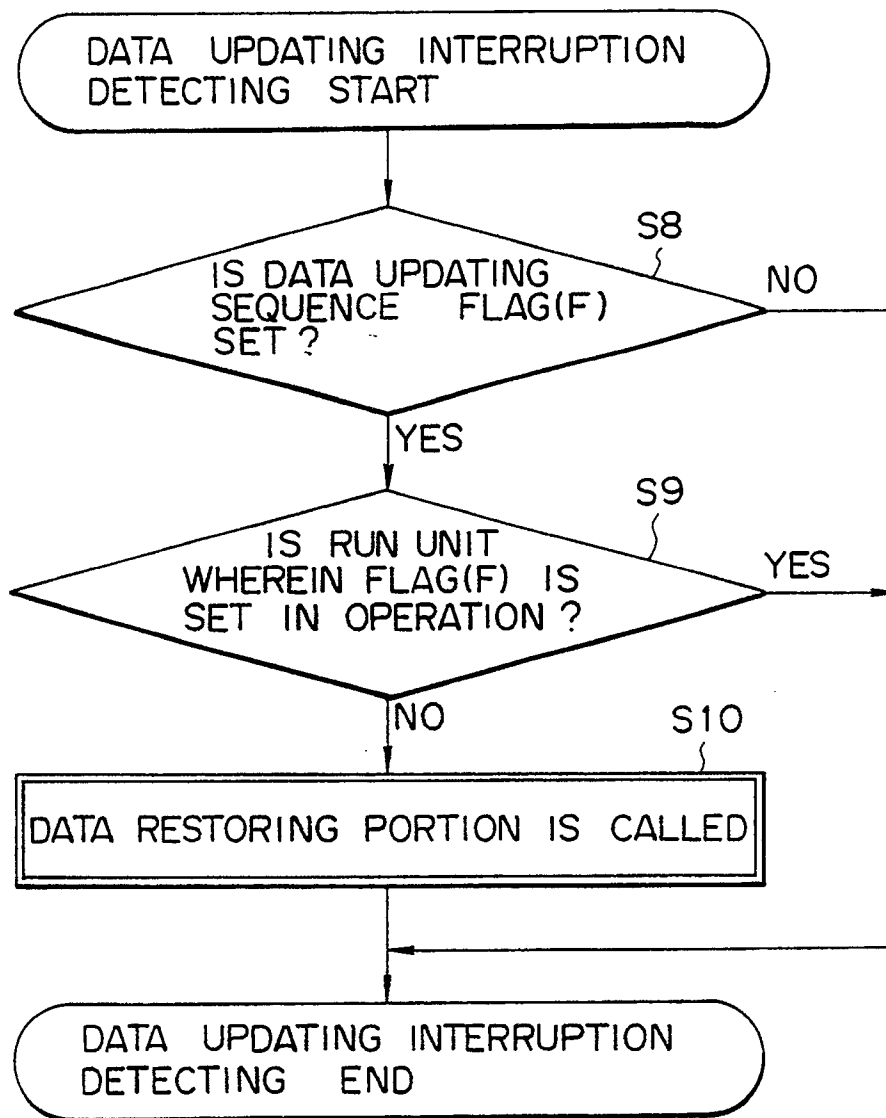 DATA UPDATING INTERRUPTION
DETECTING START
S8
IS DATA UPDATING
SEQUENCE FLAG(F)
SET?
NO
YES
S9
IS RUN UNIT
WHEREIN FLAG(F) IS
SET IN OPERATION?
YES
NO
S10
DATA RESTORING PORTION IS CALLED
DATA UPDATING INTERRUPTION
DETECTING END